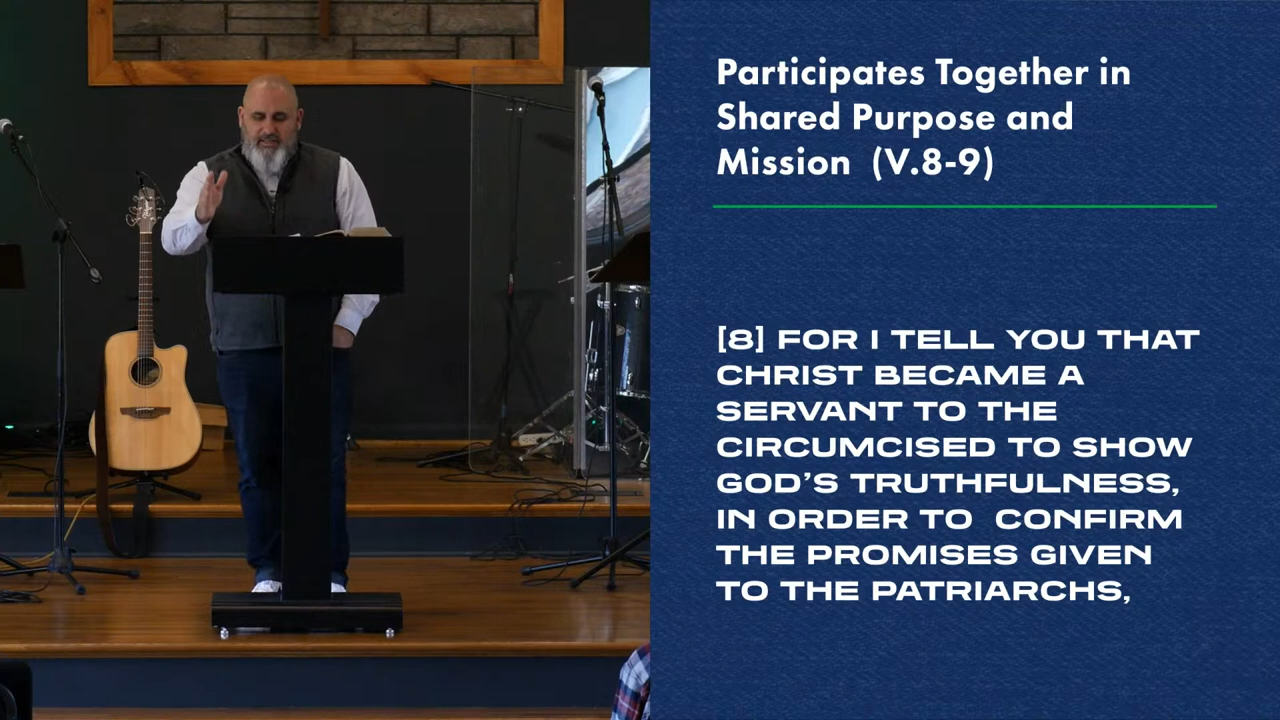 Participates Together in
Shared Purpose and
Mission (V.8-9)
[8] FOR I TELL YOU THAT
CHRIST BECAME A
SERVANT TO THE
CIRCUMCISED TO SHOW
GOD'S TRUTHFULNESS,
IN ORDER TO CONFIRM
THE PROMISES GIVEN
TO THE PATRIARCHS,